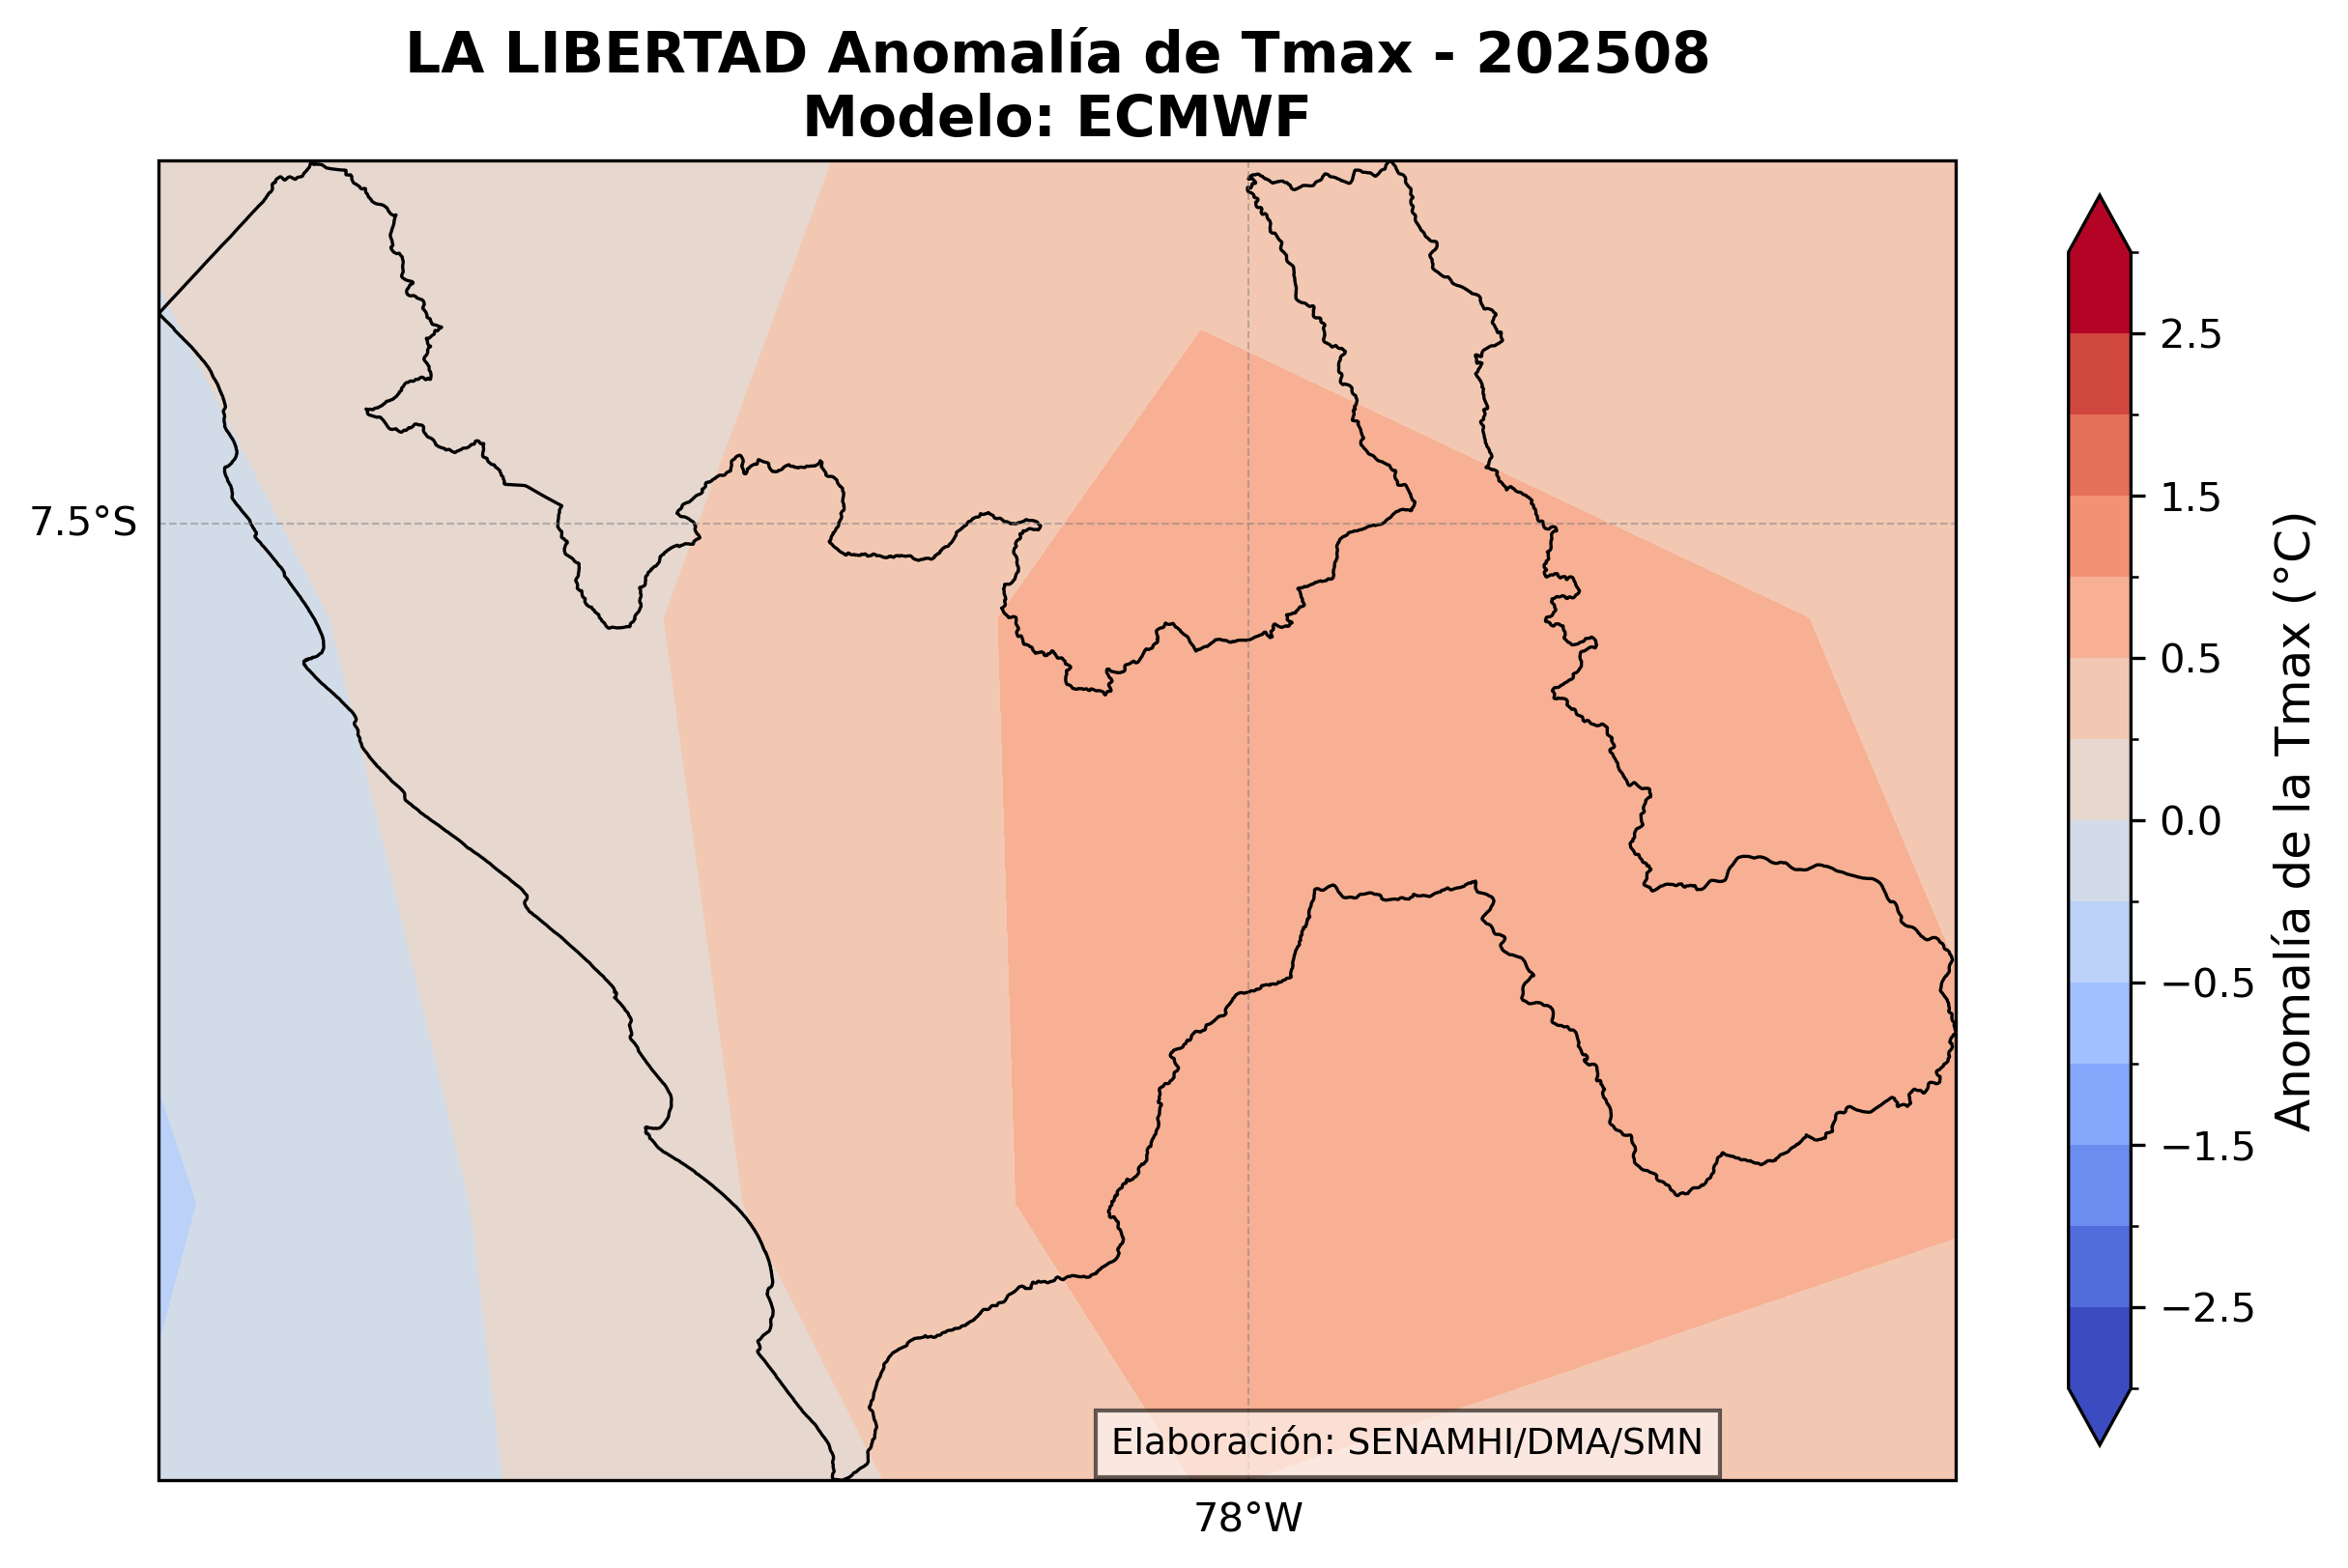 LA LIBERTAD Anomalía de Tmax - 202508
Modelo: ECMWF
7.5°S
78°W
Elaboración: SENAMHI/DMA/SMN
2.5
1.5
0.5
0.0
−0.5
−1.5
−2.5
Anomalía de la Tmax (°C)